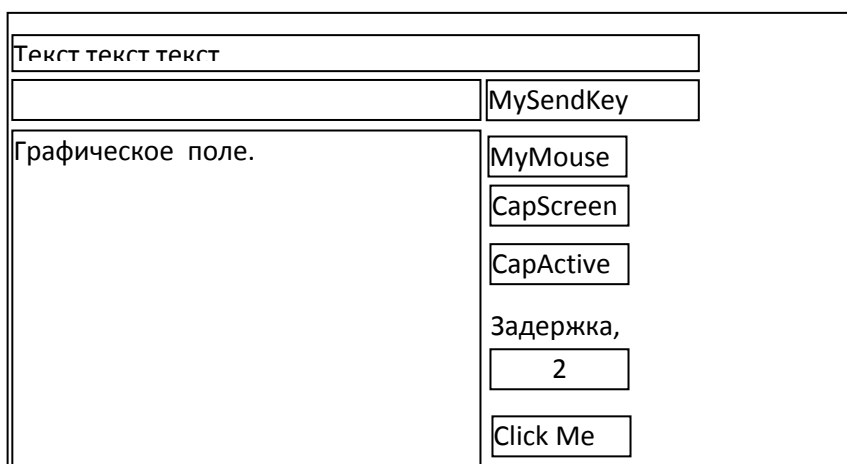 Текст текст текст
MySendKey
Графическое поле.
MyMouse
CapScreen
CapActive
Задержка,
2
Click Me